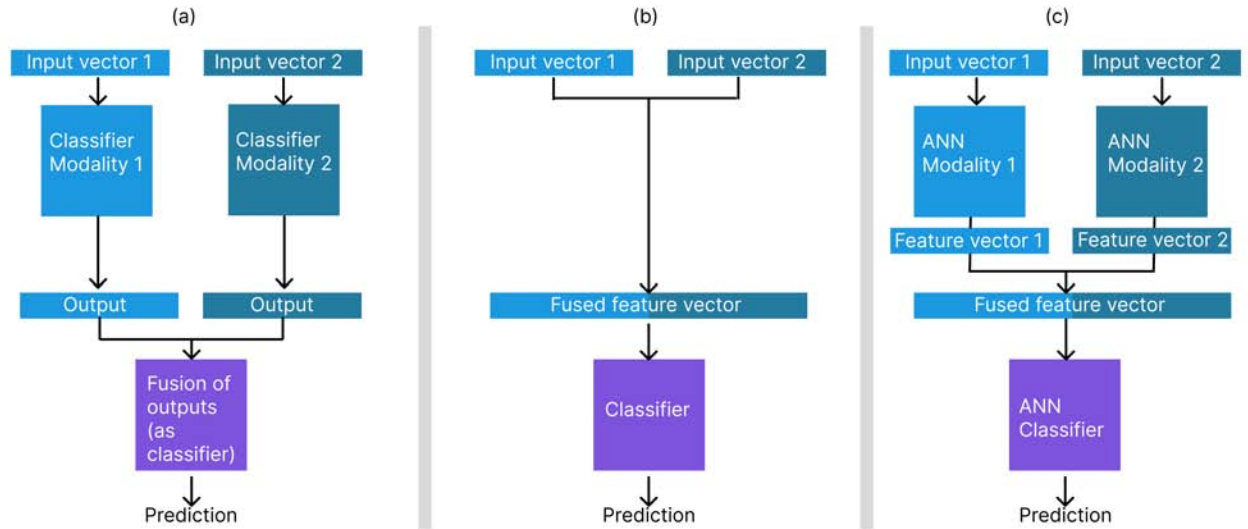 (a)
Input vector 1
Input vector 2
Classifier
Modality 1
Classifier
Modality 2
Output
Output
Fusion of
outputs
(as
classifier)
Prediction
(b)
Input vector 1
Input vector 2
Fused feature vector
Classifier
Prediction
(c)
Input vector 1
Input vector 2
ANN
Modality 1
ANN
Modality 2
Feature vector 1
Feature vector 2
Fused feature vector
ANN
Classifier
Prediction